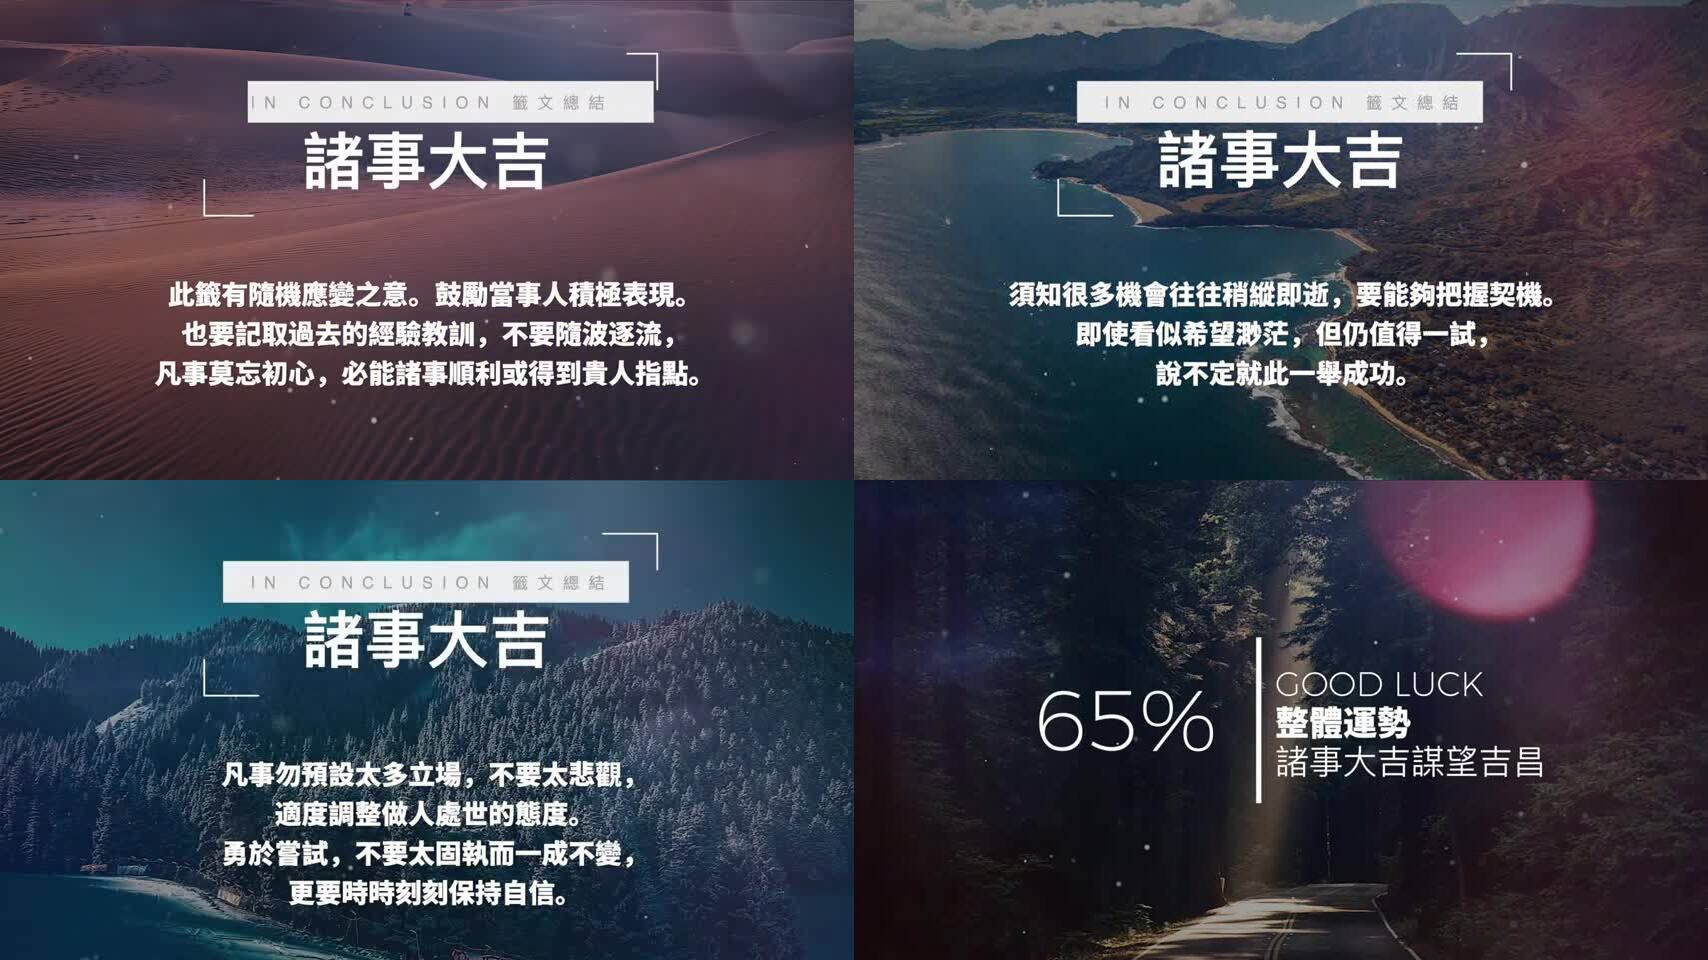 IN CONCLUSION 籤文總結
諸事大吉
此籤有隨機應變之意。鼓勵當事人積極表現。
也要記取過去的經驗教訓，不要隨波逐流，
凡事莫忘初心，必能諸事順利或得到貴人指點。
IN CONCLUSION 籤文總結
諸事大吉
須知很多機會往往稍縱即逝，要能夠把握契機。
即使看似希望渺茫，但仍值得一試，
說不定就此一舉成功。
IN CONCLUSION 籤文總結
諸事大吉
凡事勿預設太多立場，不要太悲觀，
適度調整做人處世的態度。
勇於嘗試，不要太固執而一成不變，
更要時時刻刻保持自信。
65%
GOOD LUCK
整體運勢
諸事大吉謀望吉昌